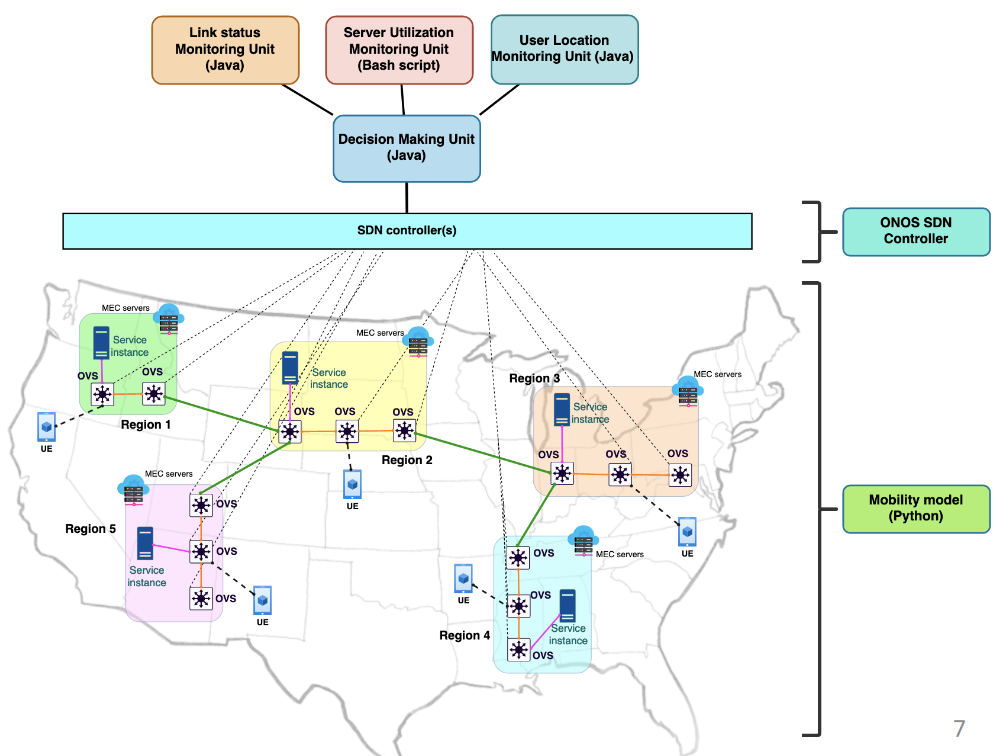 Link status
Monitoring Unit
(Java)
Server Utilization
Monitoring Unit
(Bash script)
User Location
Monitoring Unit (Java)
Decision Making Unit
(Java)
SDN controller(s)
ONOS SDN
Controller
MEC servers
Service
instance
OVS
OVS
Region 1
UE
MEC servers
Service
instance
OVS
OVS
OVS
Region 2
UE
Region 3
MEC servers
Service
instance
OVS
UE
MEC servers
Region 5
Service
instance
OVS
OVS
OVS
UE
MEC servers
OVS
OVS
OVS
UE
Region 4
Service
instance
Mobility model
(Python)
7